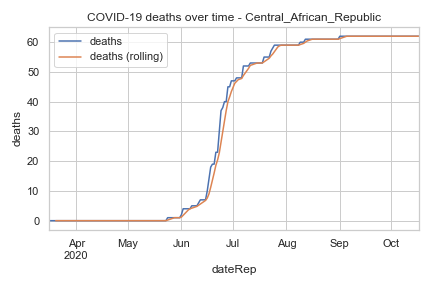 COVID-19 deaths over time - Central_African_Republic
deaths
deaths (rolling)
60
50
40
30
20
10
0
deaths
Apr
2020
May
Jun
Jul
Aug
Sep
Oct
dateRep